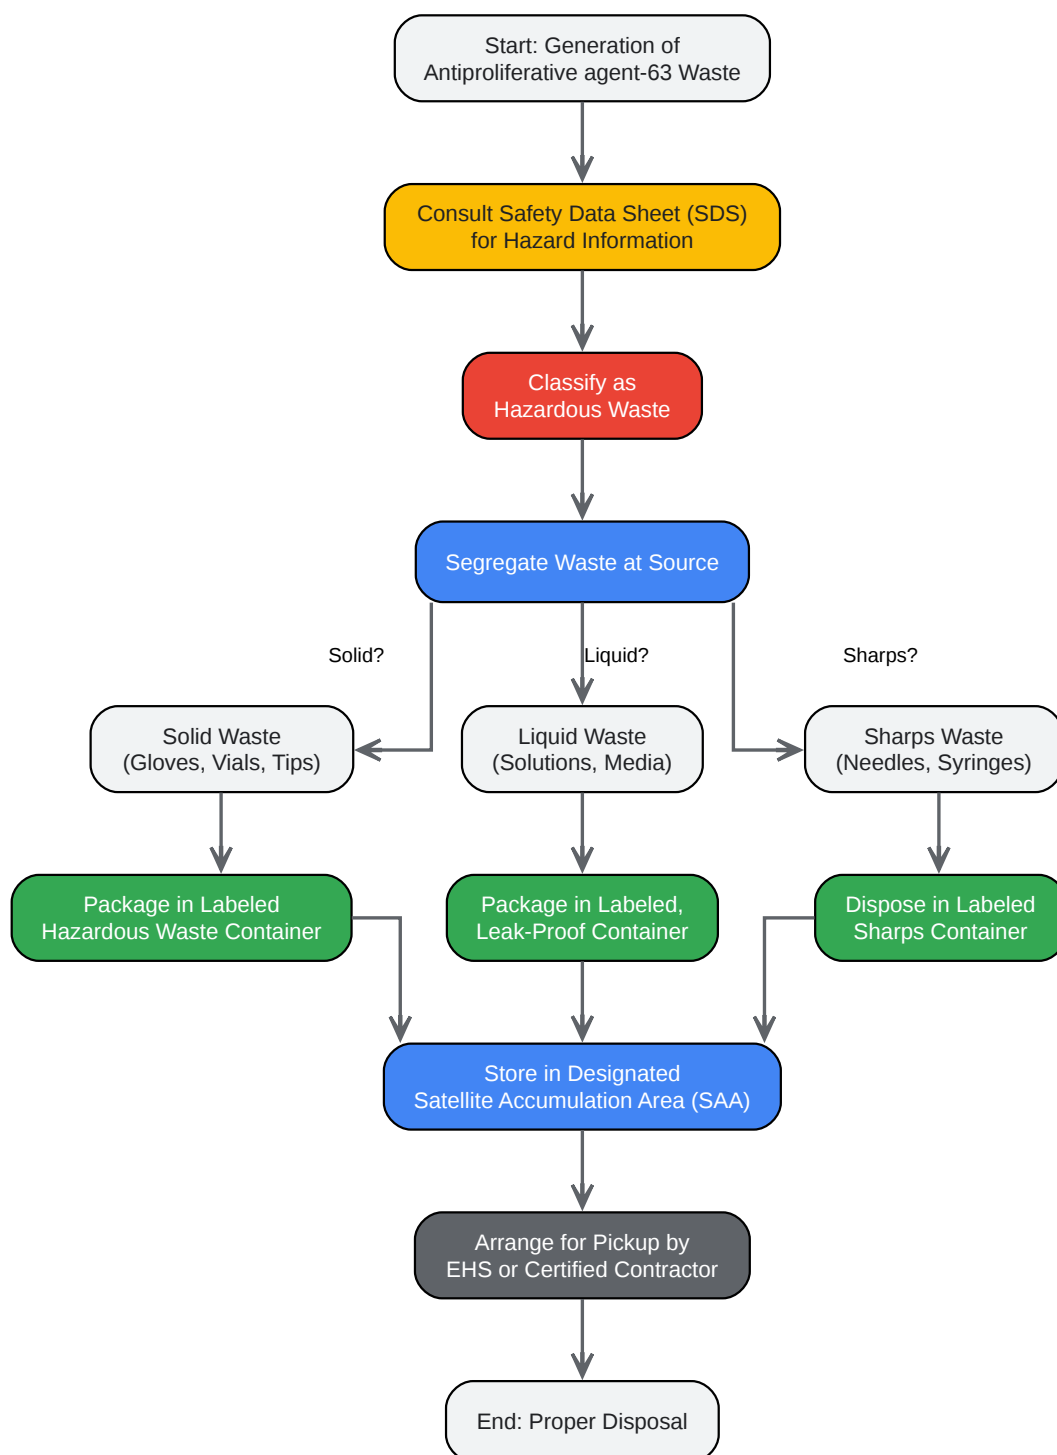 Start: Generation of
Antiproliferative agent-63 Waste
Consult Safety Data Sheet (SDS)
for Hazard Information
Classify as
Hazardous Waste
Segregate Waste at Source
Solid?
Liquid?
Sharps?
Solid Waste
(Gloves, Vials, Tips)
Liquid Waste
(Solutions, Media)
Sharps Waste
(Needles, Syringes)
Package in Labeled
Hazardous Waste Container
Package in Labeled,
Leak-Proof Container
Dispose in Labeled
Sharps Container
Store in Designated
Satellite Accumulation Area (SAA)
Arrange for Pickup by
EHS or Certified Contractor
End: Proper Disposal